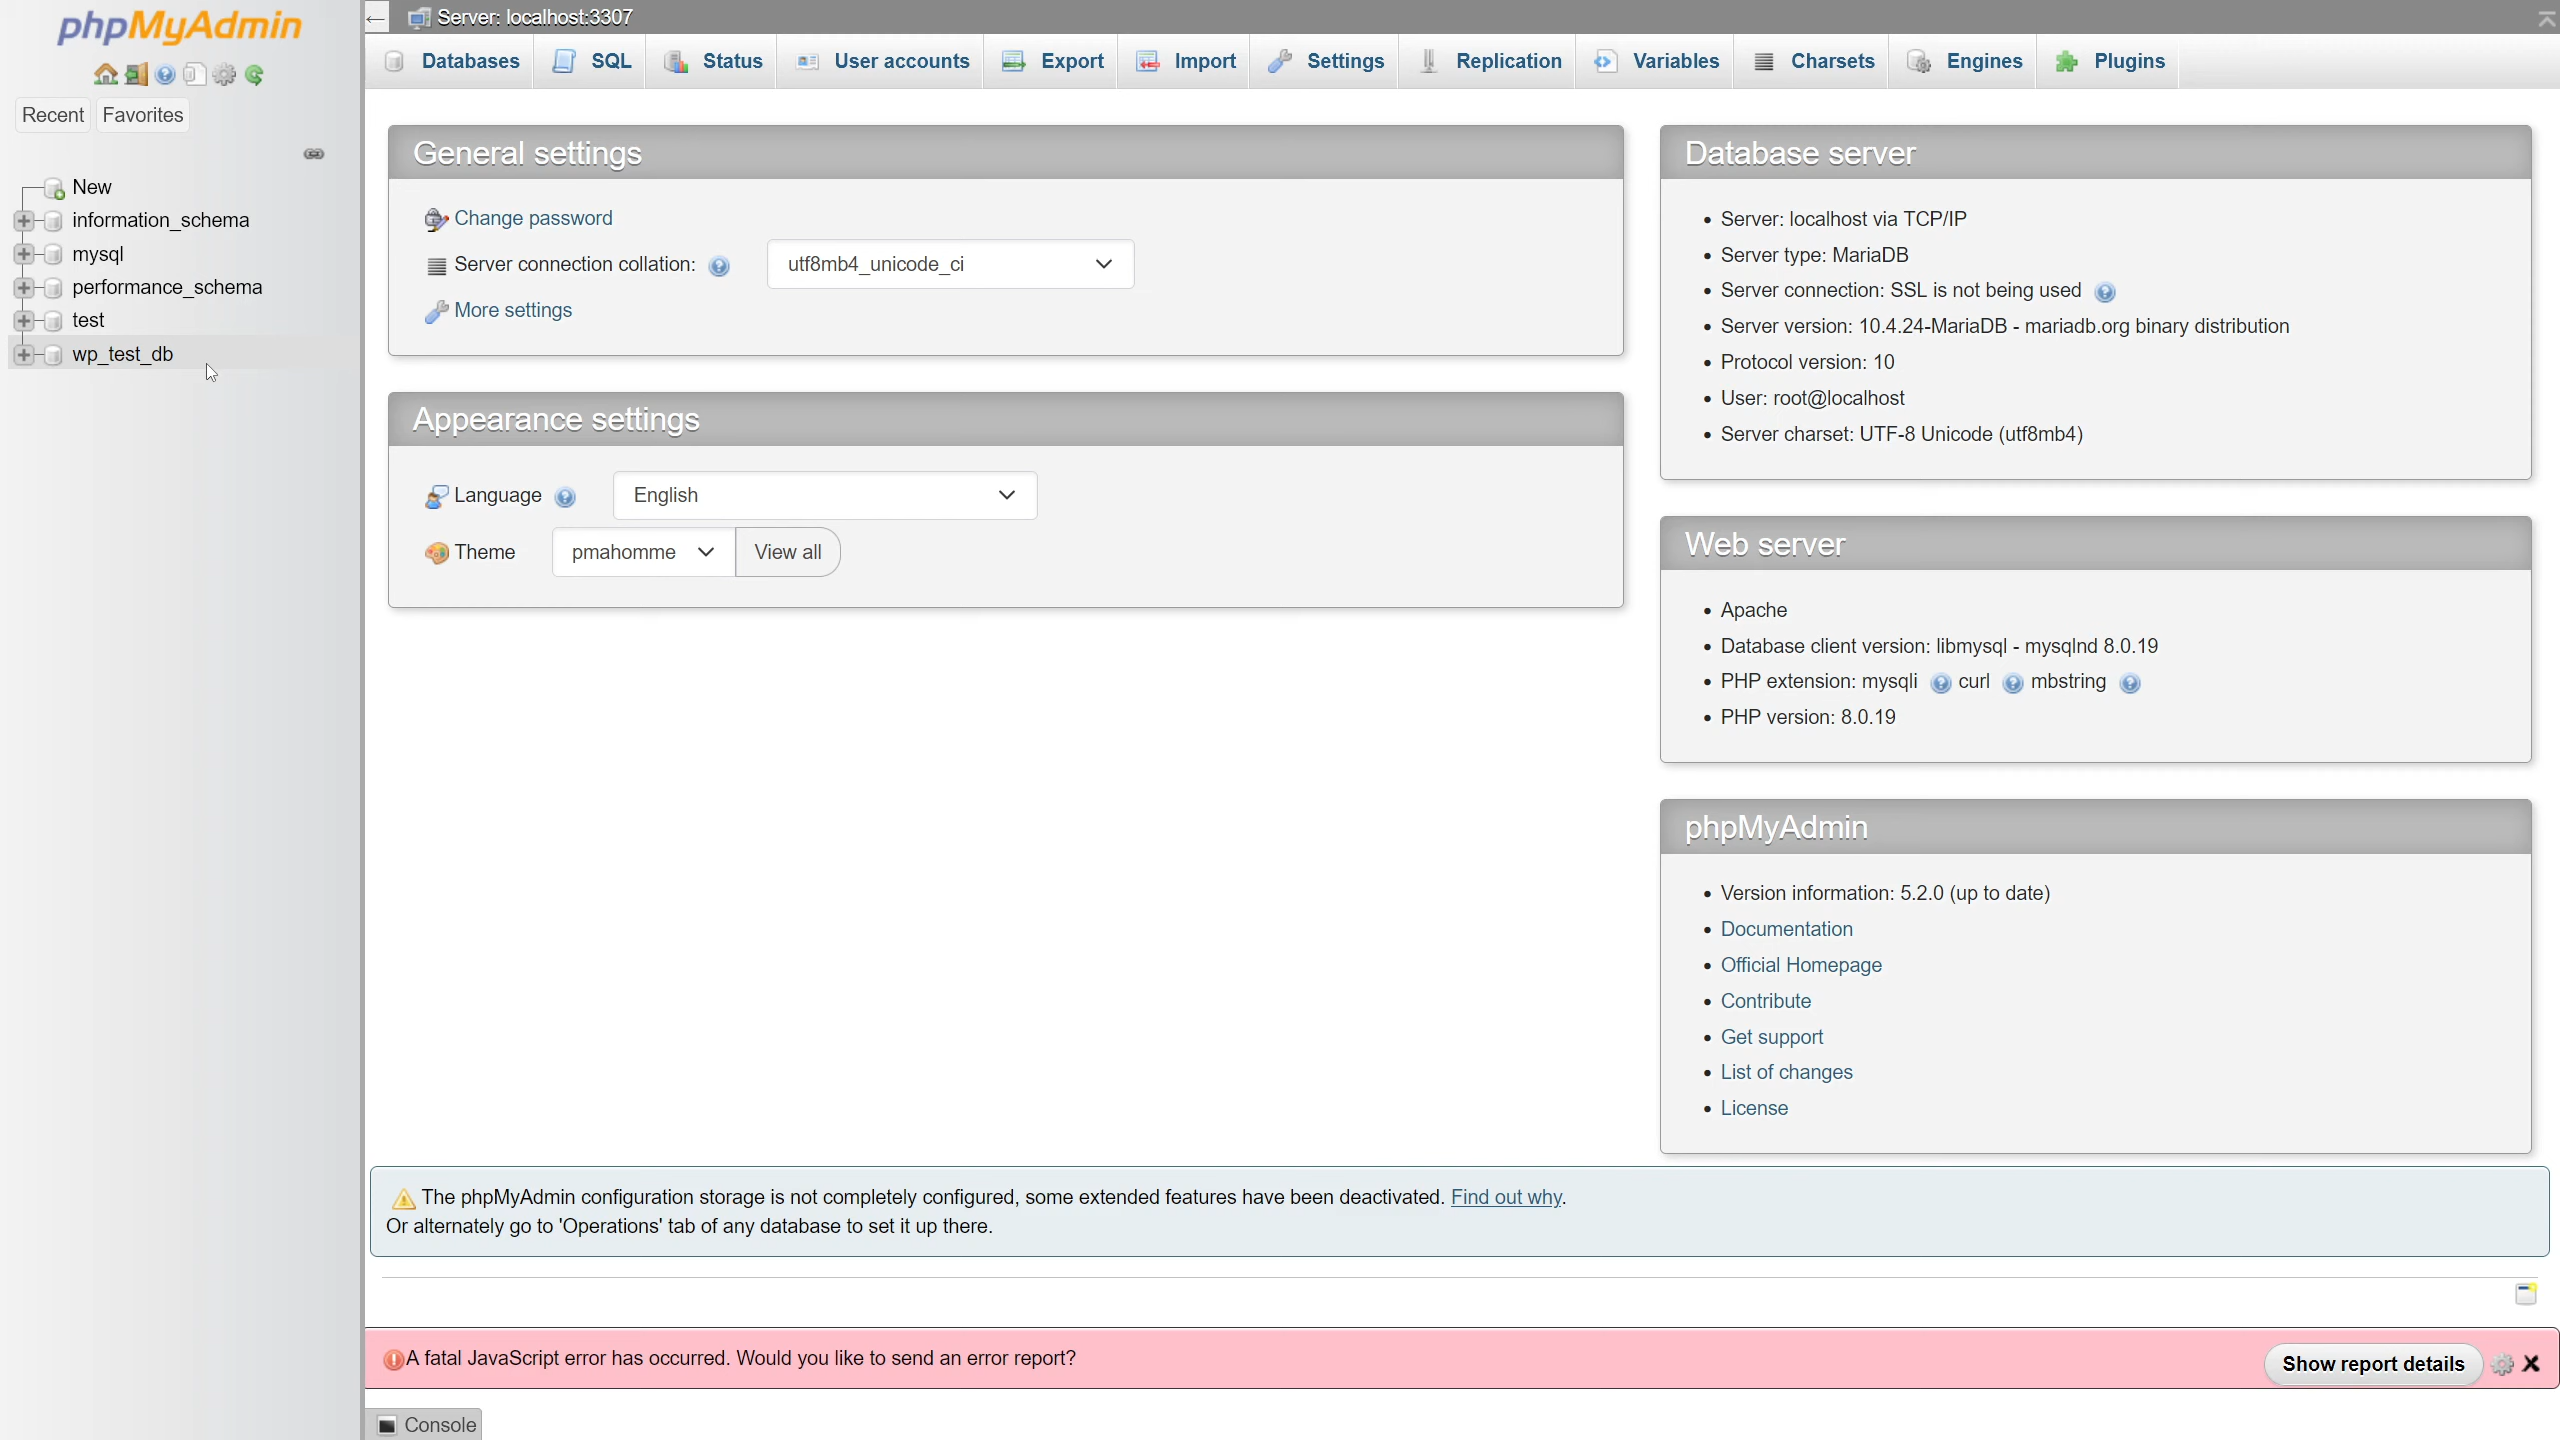 phpMyAdmin
Recent Favorites
New
information_schema
mysql
performance_schema
test
wp_test_db
Server: localhost:3307
Databases SQL Status User accounts Export Import Settings Replication Variables Charsets Engines Plugins
General settings
Change password
Server connection collation: utf8mb4_unicode_ci
More settings
Appearance settings
Language English
Theme pmahomme View all
Database server
Server: localhost via TCP/IP
Server type: MariaDB
Server connection: SSL is not being used
Server version: 10.4.24-MariaDB - mariadb.org binary distribution
Protocol version: 10
User: root@localhost
Server charset: UTF-8 Unicode (utf8mb4)
Web server
Apache
Database client version: libmysql - mysqlnd 8.0.19
PHP extension: mysqli curl mbstring
PHP version: 8.0.19
phpMyAdmin
Version information: 5.2.0 (up to date)
Documentation
Official Homepage
Contribute
Get support
List of changes
License
The phpMyAdmin configuration storage is not completely configured, some extended features have been deactivated. Find out why.
Or alternately go to 'Operations' tab of any database to set it up there.
A fatal JavaScript error has occurred. Would you like to send an error report?
Show report details
Console